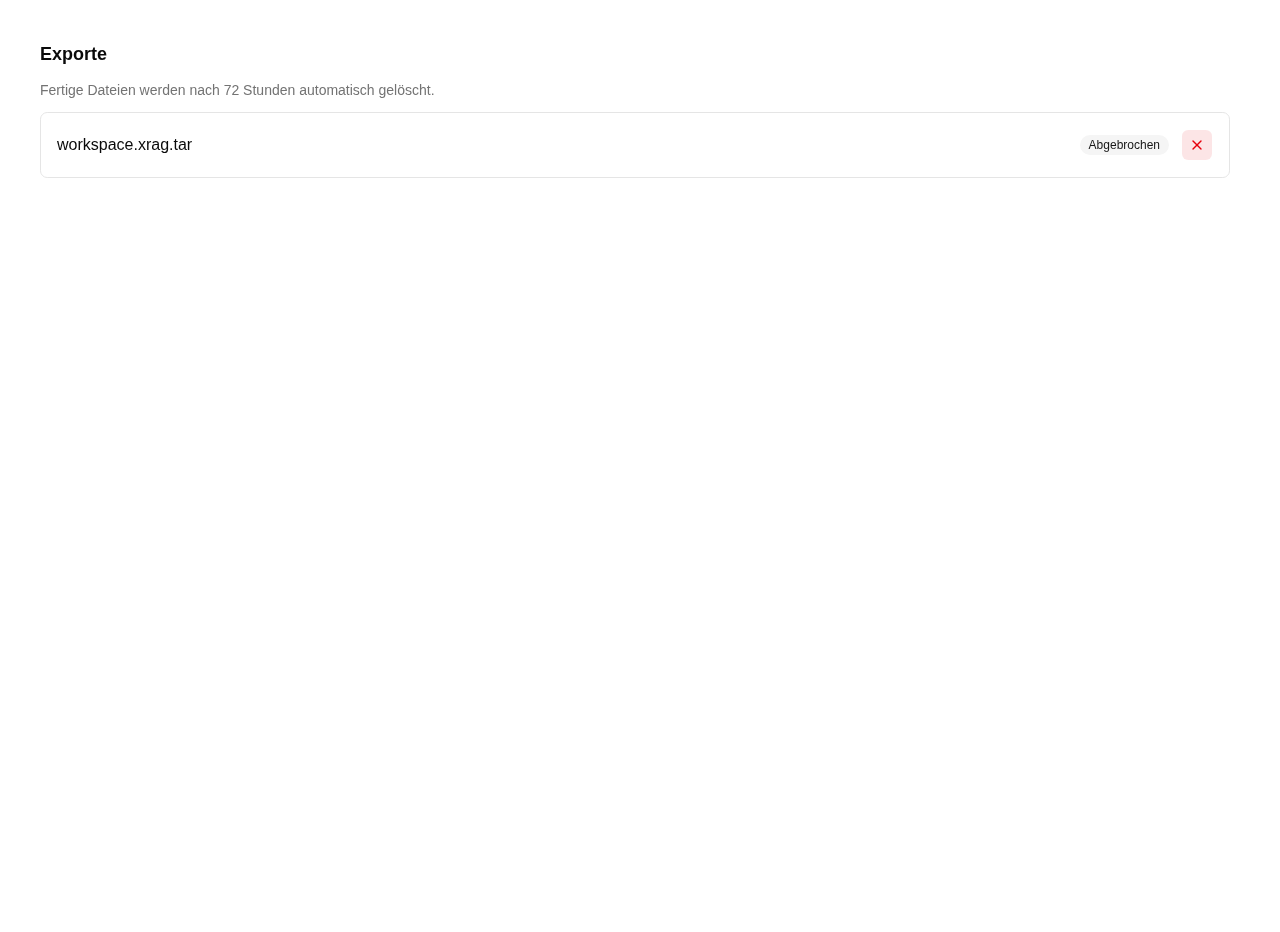 Exporte
Fertige Dateien werden nach 72 Stunden automatisch gelöscht.
workspace.xrag.tar
Abgebrochen